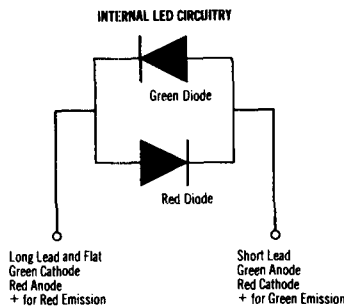 INTERNAL LED CIRCUITRY
Green Diode
Red Diode
Long Lead and Flat
Green Cathode
Red Anode
+ for Red Emission
Short Lead
Green Anode
Red Cathode
+ for Green Emission